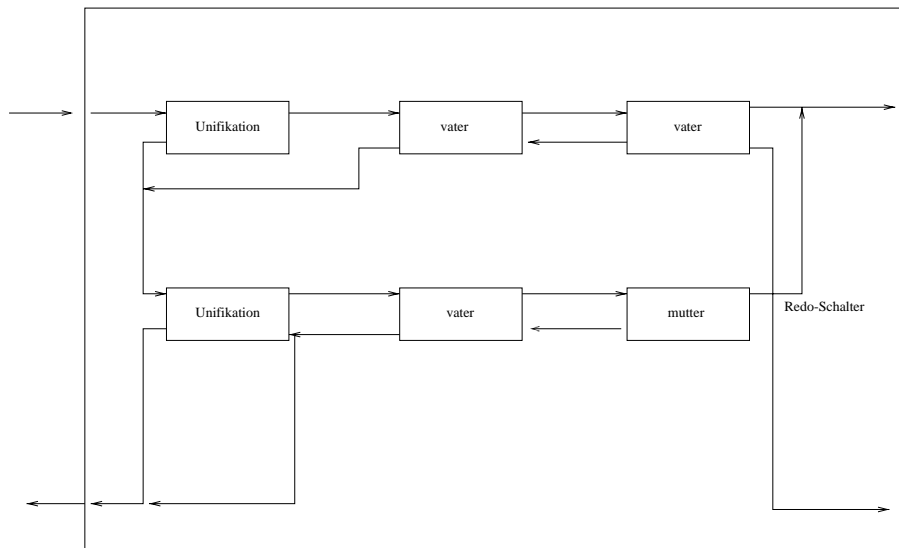 Unifikation
vater
vater
Unifikation
vater
mutter
Redo-Schalter